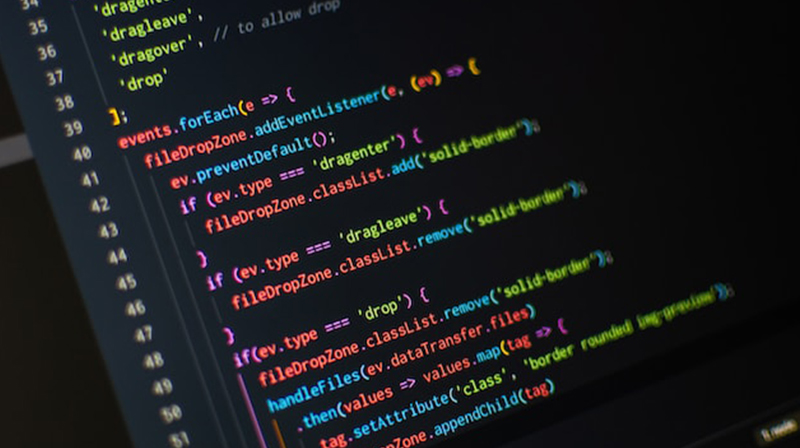 34 'dragenter',
35 'dragleave',
36 'dragover', // to allow drop
37 'drop'
38 ];
39 events.forEach(e => {
40 fileDropZone.addEventListener(e, (ev) => {
41 ev.preventDefault();
42 if (ev.type === 'dragenter') {
43 fileDropZone.classList.add('solid-border');
44 }
45 if (ev.type === 'dragleave') {
46 fileDropZone.classList.remove('solid-border');
47 }
48 if(ev.type === 'drop') {
49 fileDropZone.classList.remove('solid-border');
50 handleFiles(ev.dataTransfer.files)
51 .then(values => values.map(tag => {
tag.setAttribute('class', 'border rounded img-preview');
Zone.appendChild(tag)